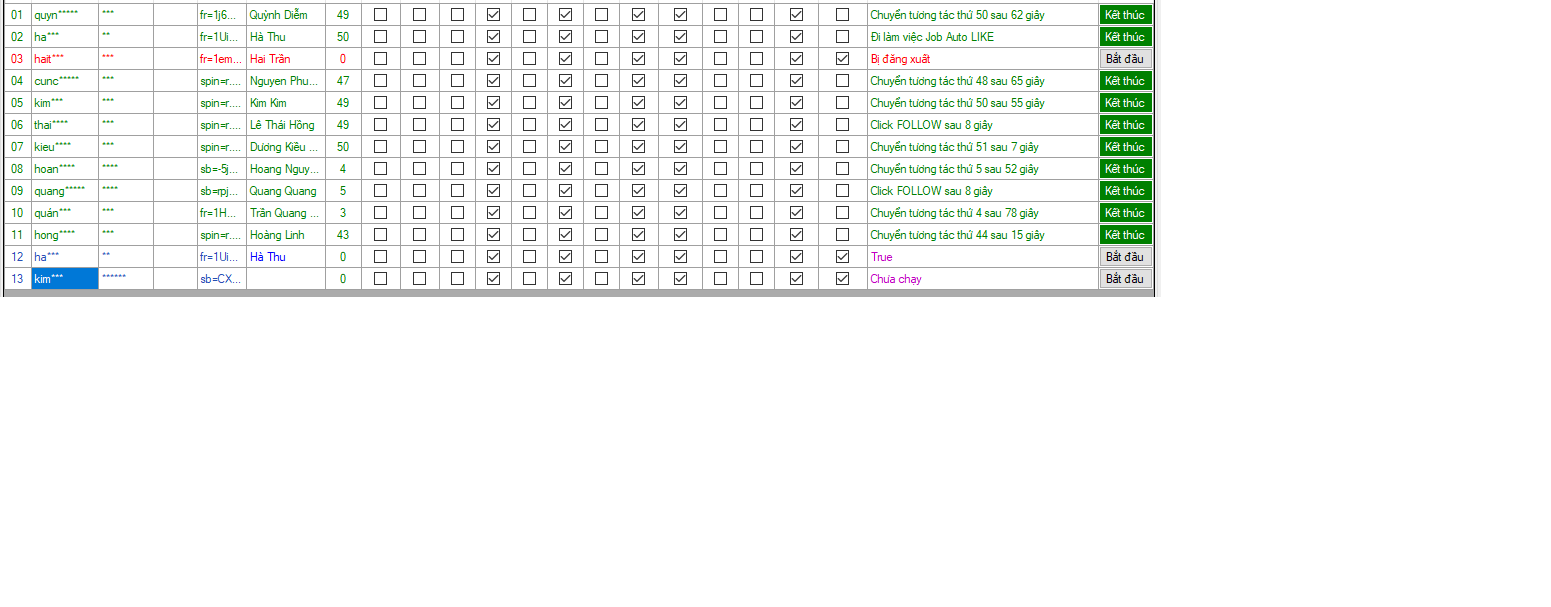 01 quyn***** *** fr=1j6... Quỳnh Diễm 49 Chuyển tương tác thứ 50 sau 62 giây Kết thúc
02 ha*** ** fr=1Ui... Hà Thu 50 Đi làm việc Job Auto LIKE Kết thúc
03 hait*** *** fr=1em... Hai Trần 0 Bị đăng xuất Bắt đầu
04 cunc***** *** spin=r.... Nguyen Phu... 47 Chuyển tương tác thứ 48 sau 65 giây Kết thúc
05 kim*** *** spin=r.... Kim Kim 49 Chuyển tương tác thứ 50 sau 55 giây Kết thúc
06 thai**** *** spin=r.... Lê Thái Hồng 49 Click FOLLOW sau 8 giây Kết thúc
07 kieu**** *** spin=r.... Dương Kiều ... 50 Chuyển tương tác thứ 51 sau 7 giây Kết thúc
08 hoan**** **** sb=-5j... Hoang Nguy... 4 Chuyển tương tác thứ 5 sau 52 giây Kết thúc
09 quang***** **** sb=rpj... Quang Quang 5 Click FOLLOW sau 8 giây Kết thúc
10 quán*** *** fr=1H... Trần Quang ... 3 Chuyển tương tác thứ 4 sau 78 giây Kết thúc
11 hong**** *** spin=r.... Hoàng Linh 43 Chuyển tương tác thứ 44 sau 15 giây Kết thúc
12 ha*** ** fr=1Ui... Hà Thu 0 True Bắt đầu
13 kim*** ****** sb=CX... 0 Chưa chạy Bắt đầu